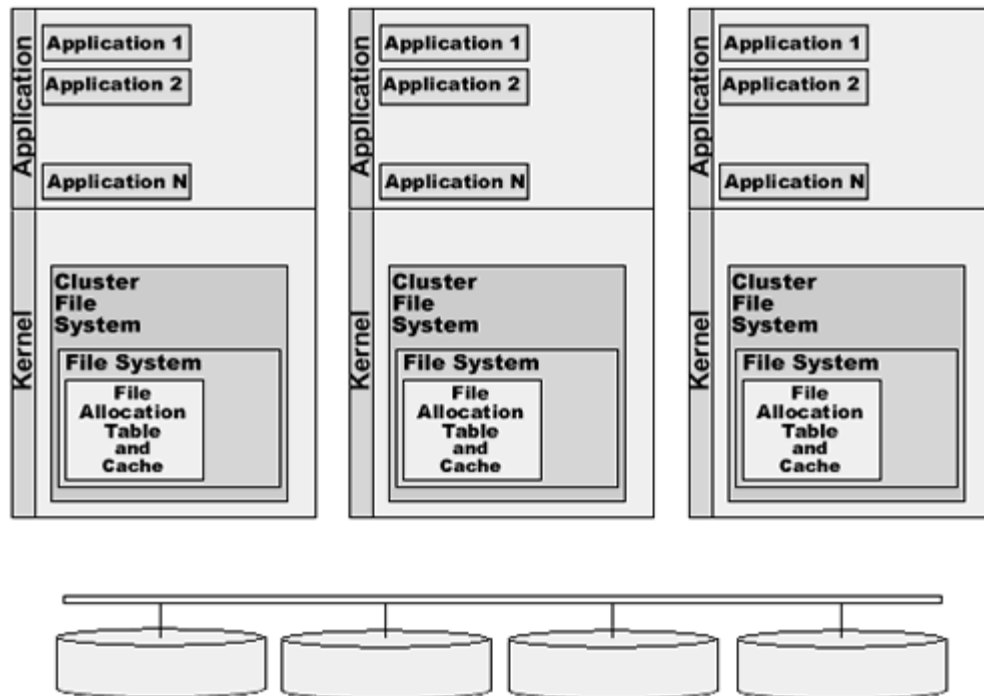 Application
Application 1
Application 2
Application N
Kernel
Cluster
File
System
File System
File
Allocation
Table
and
Cache
Application
Application 1
Application 2
Application N
Kernel
Cluster
File
System
File System
File
Allocation
Table
and
Cache
Application
Application 1
Application 2
Application N
Kernel
Cluster
File
System
File System
File
Allocation
Table
and
Cache